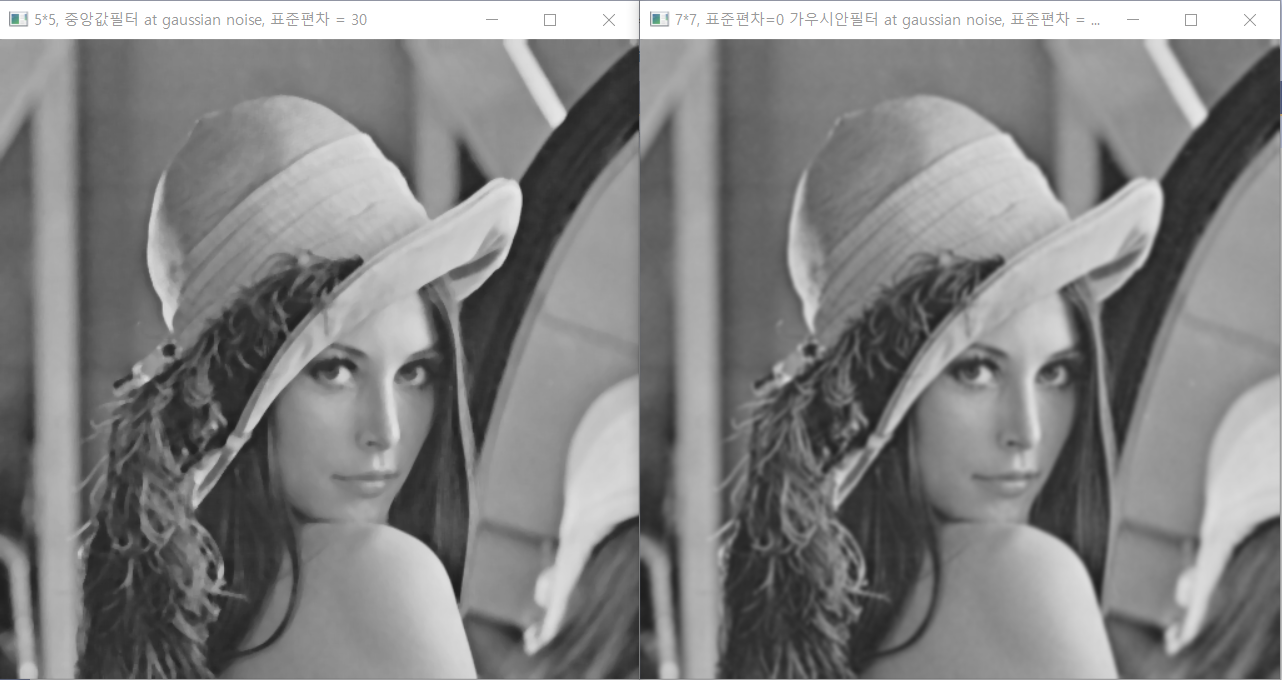 5*5, 중앙값필터 at gaussian noise, 표준편차 = 30
7*7, 표준편차=0 가우시안필터 at gaussian noise, 표준편차 = ...